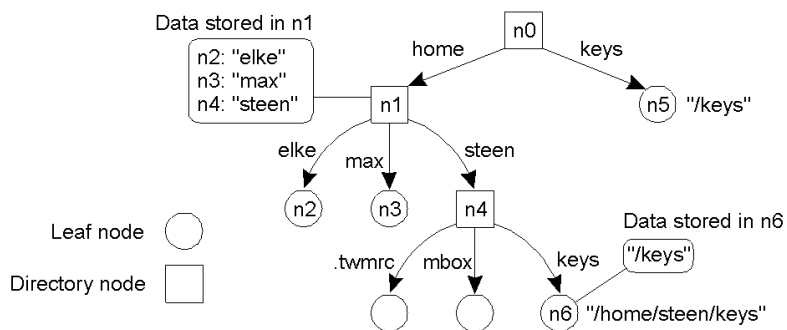 Data stored in n1
n0
n2: "elke"
n3: "max"
n4: "steen"
home
keys
n1
n5
"/keys"
elke
max
steen
n2
n3
n4
Leaf node
Data stored in n6
"/keys"
.twmrc
mbox
keys
Directory node
n6
"/home/steen/keys"